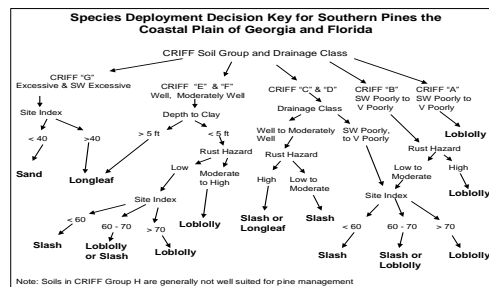 Species Deployment Decision Key for Southern Pines the
Coastal Plain of Georgia and Florida
CRIFF Soil Group and Drainage Class
CRIFF "G"
Excessive & SW Excessive
CRIFF "E" & "F"
Well, Moderately Well
CRIFF "C" & "D"
CRIFF "B"
SW Poorly to
V Poorly
CRIFF "A"
SW Poorly to
V Poorly
Site Index
Depth to Clay
Drainage Class
< 40
>40
> 5 ft
< 5 ft
Well to Moderately
Well
SW Poorly,
to V Poorly
Loblolly
Sand
Longleaf
Rust Hazard
Rust Hazard
Rust Hazard
Low
Moderate
to High
High
Low to
Moderate
Low to
Moderate
High
Site Index
Loblolly
Slash or
Longleaf
Slash
Site Index
Loblolly
< 60
60 - 70
> 70
< 60
60 - 70
> 70
Slash
Loblolly
or Slash
Loblolly
Slash
Slash or
Loblolly
Loblolly
Note: Soils in CRIFF Group H are generally not well suited for pine management